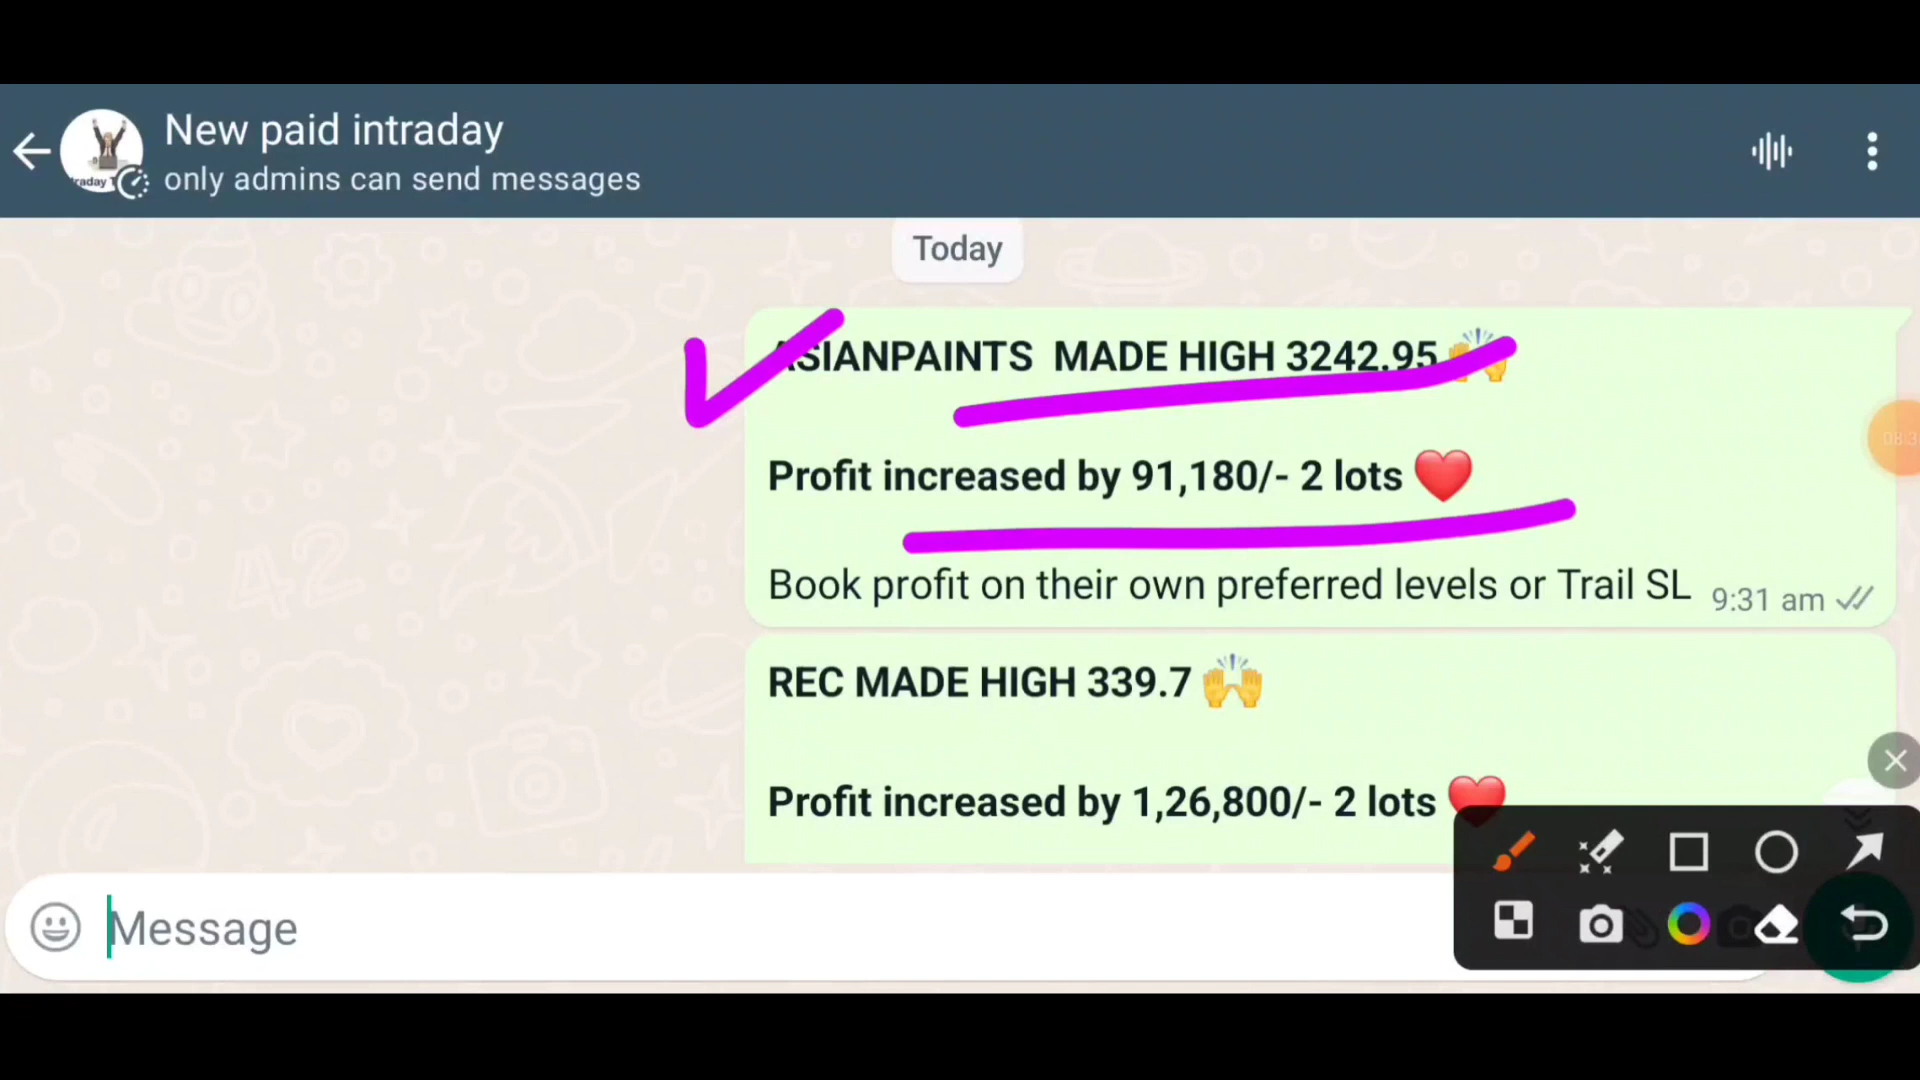 New paid intraday
only admins can send messages
Today
ASIANPAINTS MADE HIGH 3242.95 🙌
Profit increased by 91,180/- 2 lots ❤️
Book profit on their own preferred levels or Trail SL
9:31 am
REC MADE HIGH 339.7 🙌
Profit increased by 1,26,800/- 2 lots ❤️
Message